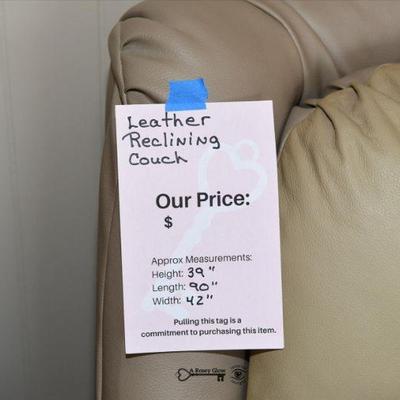 Leather
Reclining
Couch
Our Price:
$
Approx Measurements:
Height: 39"
Length: 90"
Width: 42"
Pulling this tag is a
commitment to purchasing this item.
A Rosey Glow